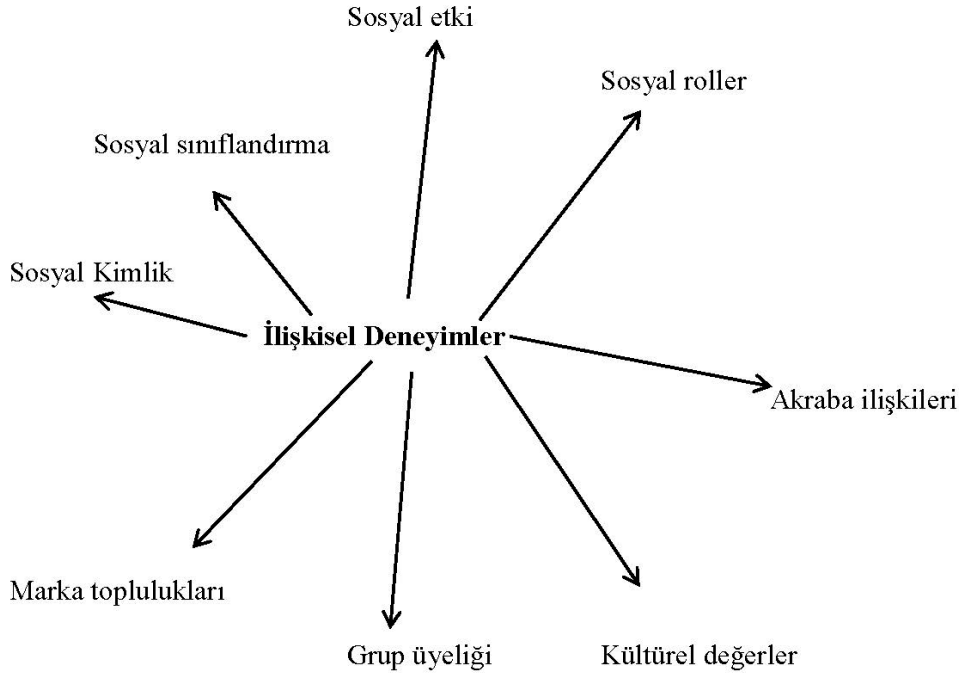 Sosyal etki
Sosyal roller
Sosyal sınıflandırma
Sosyal Kimlik
İlişkisel Deneyimler
Akraba ilişkileri
Marka toplulukları
Grup üyeliği
Kültürel değerler